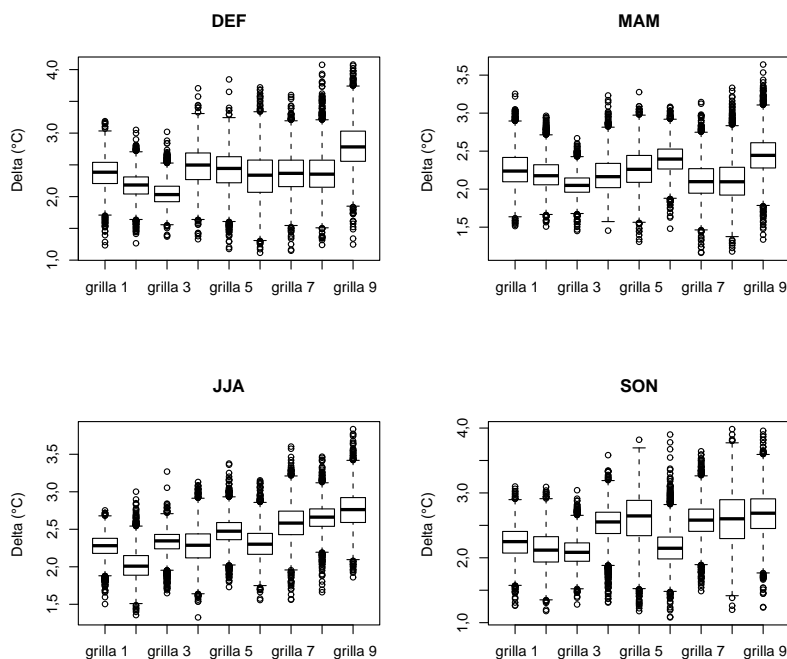 DEF
Delta (°C)
4,0
3,0
2,0
1,0
grilla 1
grilla 3
grilla 5
grilla 7
grilla 9
MAM
Delta (°C)
3,5
3,0
2,5
2,0
1,5
grilla 1
grilla 3
grilla 5
grilla 7
grilla 9
JJA
Delta (°C)
3,5
3,0
2,5
2,0
1,5
grilla 1
grilla 3
grilla 5
grilla 7
grilla 9
SON
Delta (°C)
4,0
3,0
2,0
1,0
grilla 1
grilla 3
grilla 5
grilla 7
grilla 9